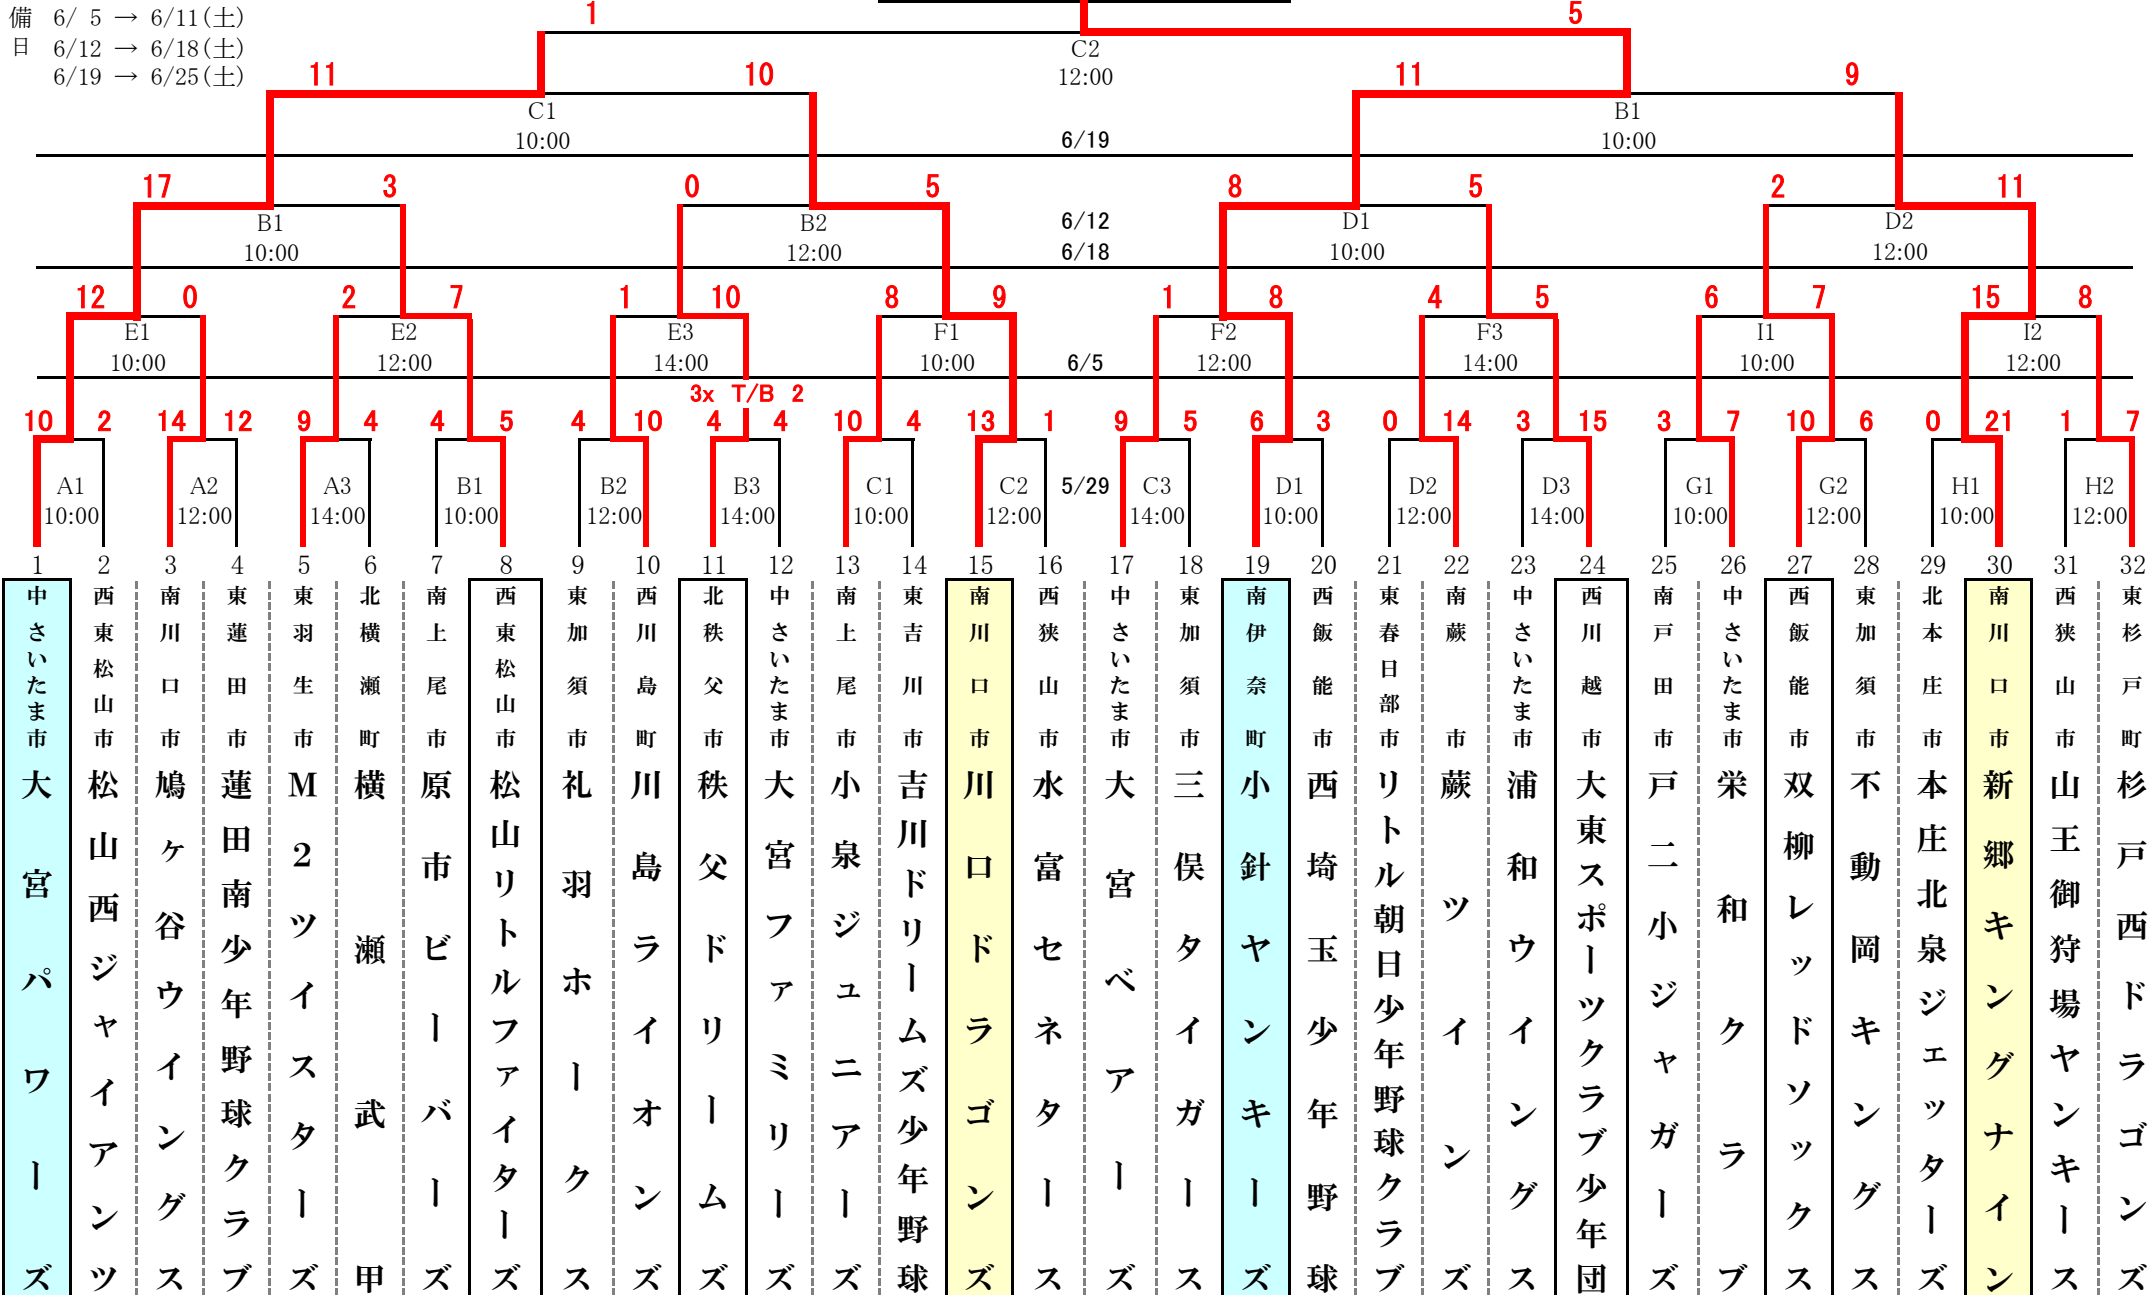 備 6/ 5 → 6/11(土)
日 6/12 → 6/18(土)
6/19 → 6/25(土)
1 5
C2
12:00
11 10 11 9
C1 B1
10:00 6/19 10:00
17 3 0 5 8 5 2 11
B1 B2 6/12 D1 D2
10:00 12:00 6/18 10:00 12:00
12 0 2 7 1 10 8 9 1 8 4 5 6 7 15 8
E1 E2 E3 F1 F2 F3 I1 I2
10:00 12:00 14:00 10:00 6/5 12:00 14:00 10:00 12:00
3x T/B 2
10 2 14 12 9 4 4 5 4 10 4 4 10 4 13 1 9 5 6 3 0 14 3 15 3 7 10 6 0 21 1 7
A1 A2 A3 B1 B2 B3 C1 C2 5/29 C3 D1 D2 D3 G1 G2 H1 H2
10:00 12:00 14:00 10:00 12:00 14:00 10:00 12:00 14:00 10:00 12:00 14:00 10:00 12:00 10:00 12:00
1 中 さいたま市 大宮パワーズ
2 西 東松山市 松山西ジャイアンツ
3 南 川口市 鳩ヶ谷ウイングス
4 東 蓮田市 蓮田南少年野球クラブ
5 東 羽生市 M2ツイスターズ
6 北 横瀬町 横瀬武甲
7 南 上尾市 原市ビーバーズ
8 西 東松山市 松山リトルファイターズ
9 東 加須市 礼羽ホークス
10 西 川島町 川島ライオンズ
11 北 秩父市 秩父ドリームズ
12 中 さいたま市 大宮ファミリーズ
13 南 上尾市 小泉ジュニアーズ
14 東 吉川市 吉川ドリームズ少年野球
15 南 川口市 川口ドラゴンズ
16 西 狭山市 水富セネタース
17 中 さいたま市 大宮ベアーズ
18 東 加須市 三俣タイガース
19 南 伊奈町 小針ヤンキーズ
20 西 飯能市 西埼玉少年野球
21 東 春日部市 リトル朝日少年野球クラブ
22 南 蕨市 蕨ツインズ
23 中 さいたま市 浦和ウイングス
24 西 川越市 大東スポーツクラブ少年団
25 南 戸田市 戸二小ジャガーズ
26 中 さいたま市 栄和クラブ
27 西 飯能市 双柳レッドソックス
28 東 加須市 不動岡キングス
29 北 本庄市 本庄北泉ジェッターズ
30 南 川口市 新郷キングナイン
31 西 狭山市 山王御狩場ヤンキース
32 東 杉戸町 杉戸西ドラゴンズ